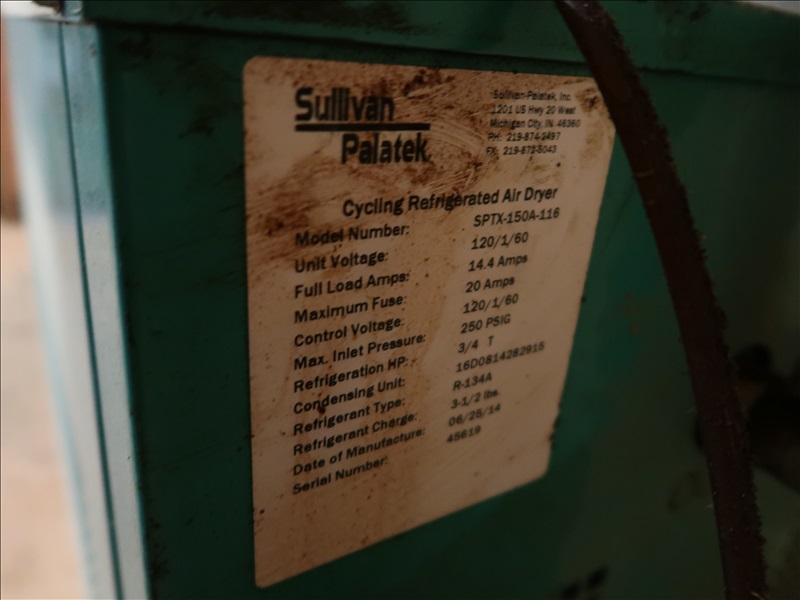 Sullivan
Palatek
Sullivan-Palatek, Inc
1201 US Hwy 20 West
Michigan City, IN 46360
PH: 219-874-2497
FX: 219-872-5043
Cycling Refrigerated Air Dryer
Model Number: SPTX-150A-116
Unit Voltage: 120/1/60
Full Load Amps: 14.4 Amps
Maximum Fuse: 20 Amps
Control Voltage: 120/1/60
Max. Inlet Pressure: 250 PSIG
Refrigeration HP: 3/4 T
Condensing Unit: 16D0814282915
Refrigerant Type: R-134A
Refrigerant Charge: 3-1/2 lbs.
Date of Manufacture: 06/25/14
Serial Number: 45619